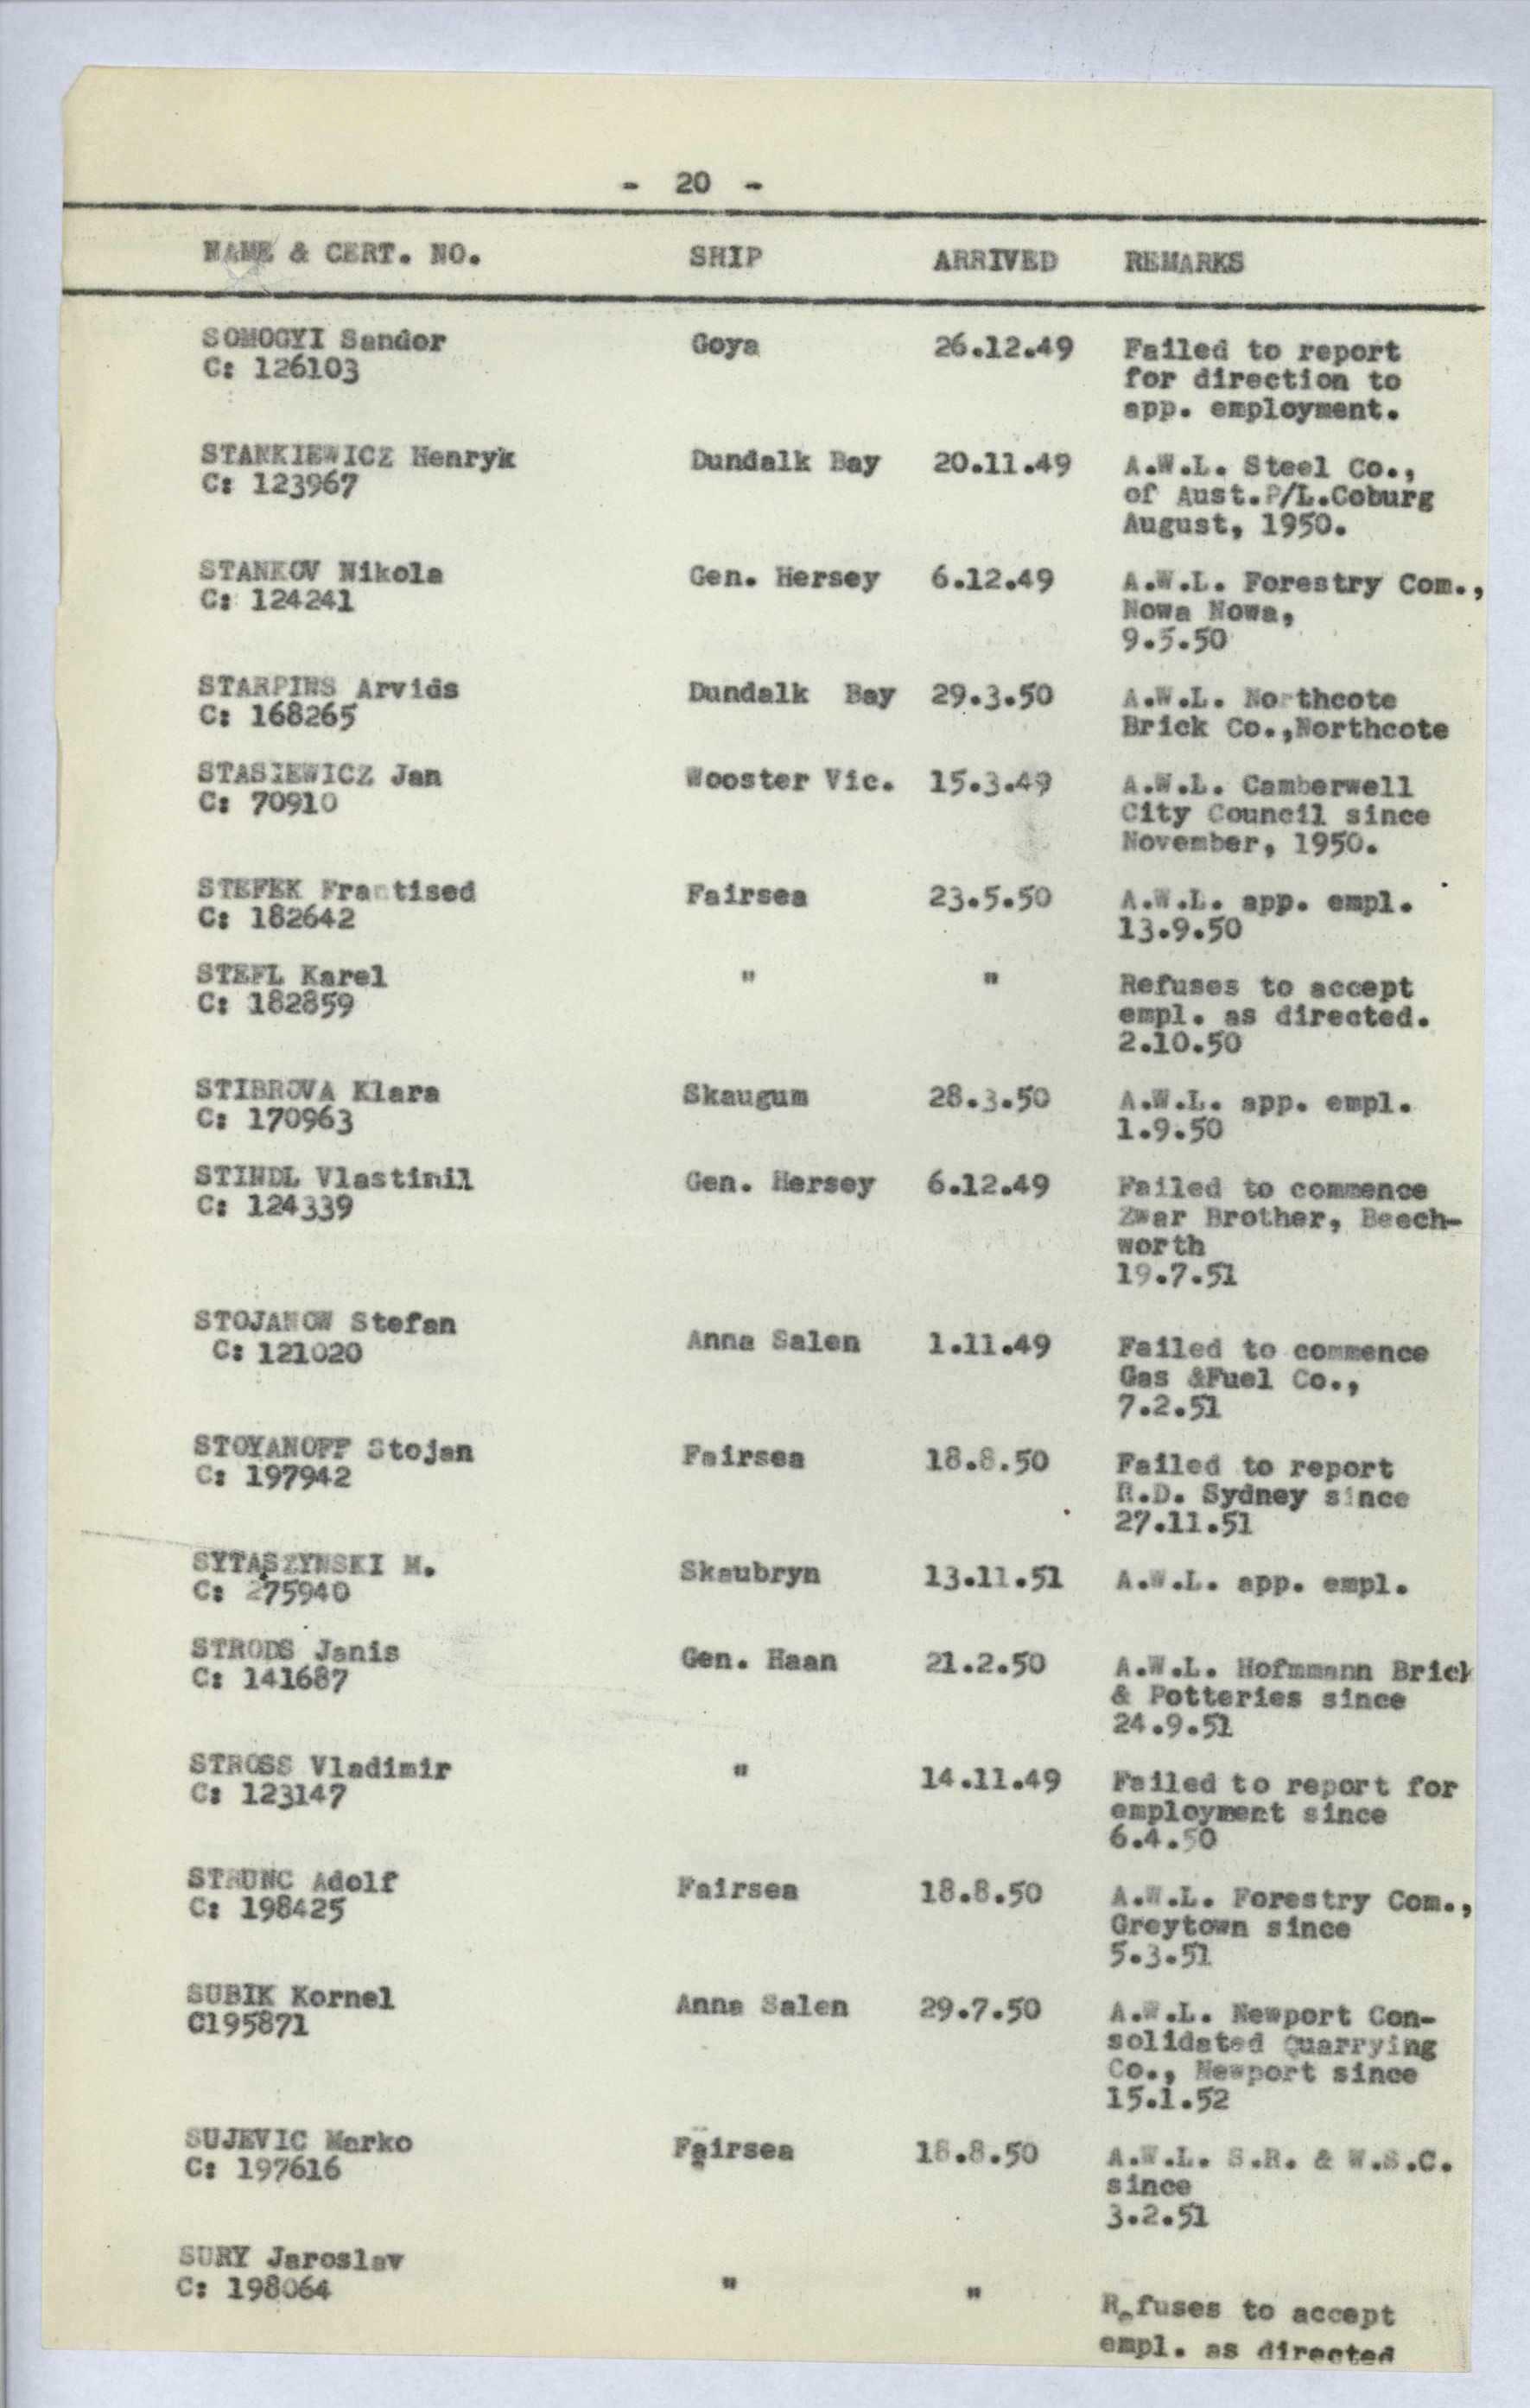 - 20 -
NAME & CERT. NO. SHIP ARRIVED REMARKS
SOMOGYI Sandor Goya 26.12.49 Failed to report
C: 126103 for direction to
app. employment.
STANKIEWICZ Henryk Dundalk Bay 20.11.49 A.W.L. Steel Co.,
C: 123967 of Aust.P/L.Coburg
August, 1950.
STANKOV Nikola Gen. Hersey 6.12.49 A.W.L. Forestry Com.,
C: 124241 Nowa Nowa,
9.5.50
STARPINS Arvids Dundalk Bay 29.3.50 A.W.L. Northcote
C: 168265 Brick Co.,Northcote
STASIEWICZ Jan Wooster Vic. 15.3.49 A.W.L. Camberwell
C: 70910 City Council since
November, 1950.
STEFEK Frantised Fairsea 23.5.50 A.W.L. app. empl.
C: 182642 13.9.50
STEFL Karel " " Refuses to accept
C: 182859 empl. as directed.
2.10.50
STIBROVA Klara Skaugum 28.3.50 A.W.L. app. empl.
C: 170963 1.9.50
STINDL Vlastimil Gen. Hersey 6.12.49 Failed to commence
C: 124339 Zwar Brother, Beech-
worth
19.7.51
STOJANOW Stefan Anna Salen 1.11.49 Failed to commence
C: 121020 Gas &Fuel Co.,
7.2.51
STOYANOFF Stojan Fairsea 18.8.50 Failed to report
C: 197942 R.D. Sydney since
27.11.51
SYTASZYNSKI M. Skaubryn 13.11.51 A.W.L. app. empl.
C: 275940
STRODS Janis Gen. Haan 21.2.50 A.W.L. Hofmmann Brick
C: 141687 & Potteries since
24.9.51
STROSS Vladimir " 14.11.49 Failed to report for
C: 123147 employment since
6.4.50
STRUNC Adolf Fairsea 18.8.50 A.W.L. Forestry Com.,
C: 198425 Greytown since
5.3.51
SUBIK Kornel Anna Salen 29.7.50 A.W.L. Newport Con-
C195871 solidated Quarrying
Co., Newport since
15.1.52
SUJEVIC Marko Fairsea 18.8.50 A.W.L. S.R. & W.S.C.
C: 197616 since
3.2.51
SURY Jaroslav " " Refuses to accept
C: 198064 empl. as directed